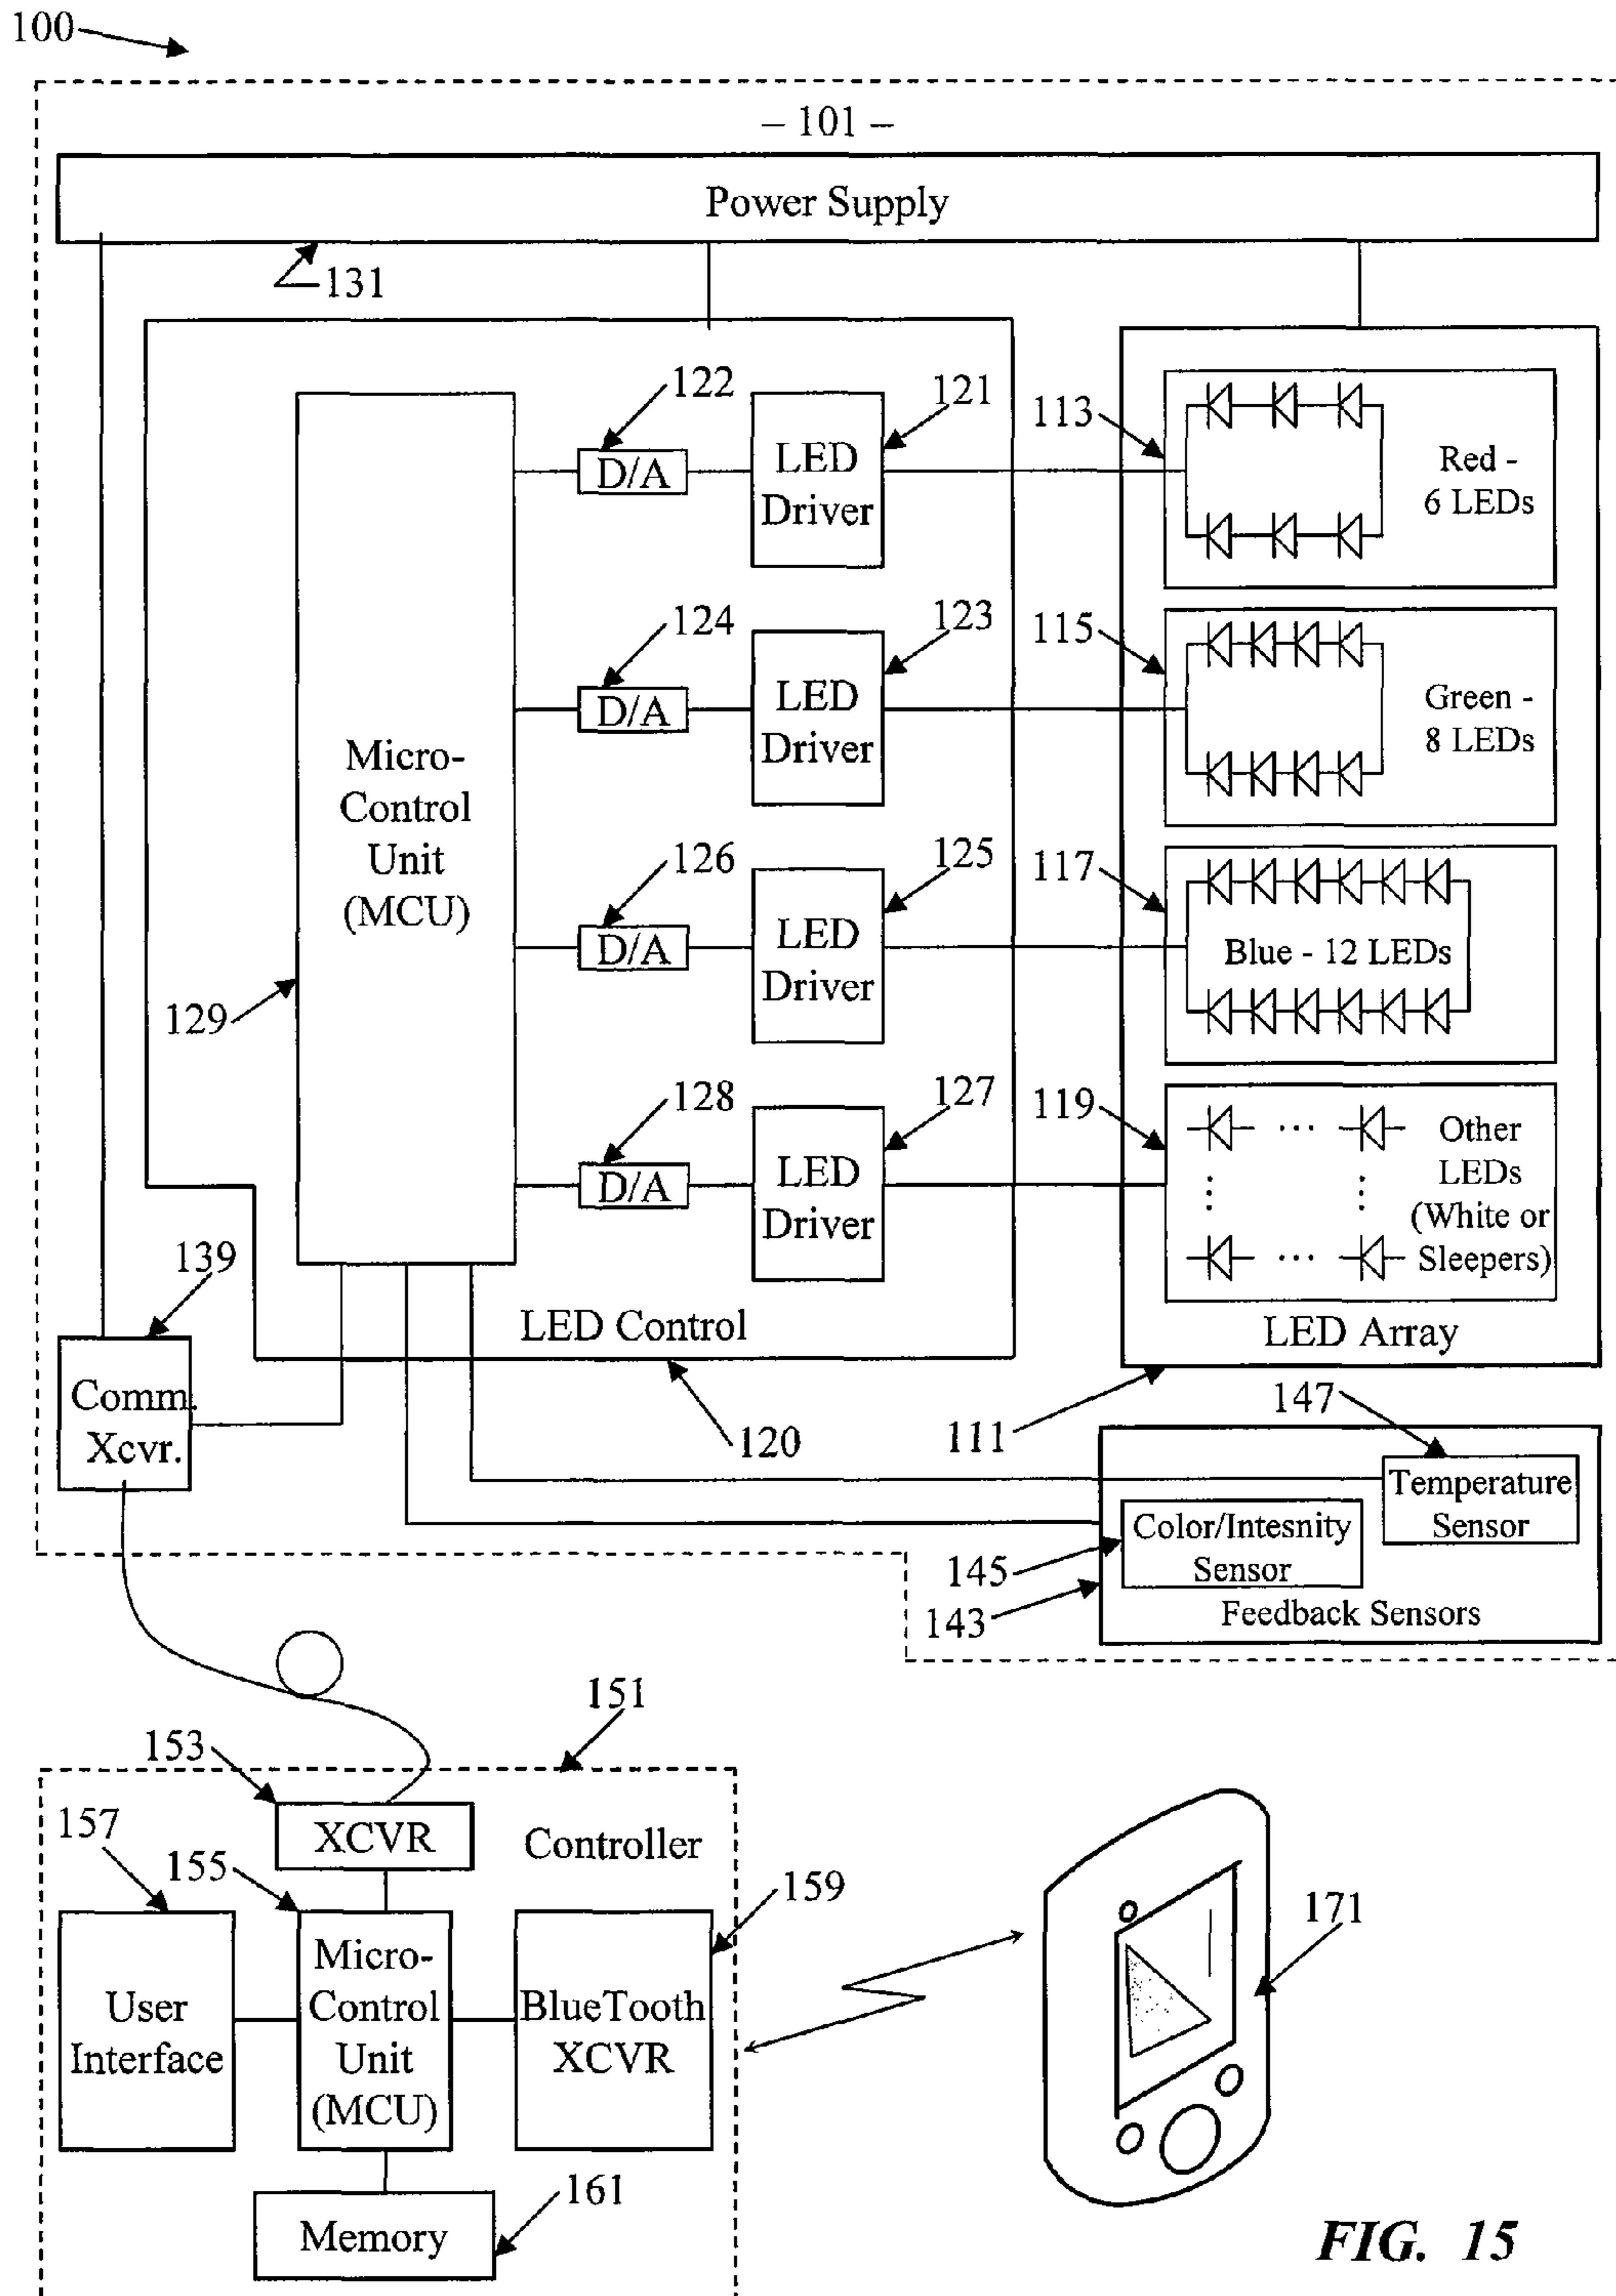 100
– 101 –
Power Supply
131
122
121
113
D/A
LED
Driver
Red -
6 LEDs
124
123
115
D/A
LED
Driver
Green -
8 LEDs
Micro-
Control
Unit
(MCU)
126
125
117
D/A
LED
Driver
Blue - 12 LEDs
129
128
127
119
D/A
LED
Driver
Other
LEDs
(White or
Sleepers)
139
LED Control
LED Array
Comm.
Xcvr.
120
111
147
Temperature
Sensor
Color/Intesnity
Sensor
145
143
Feedback Sensors
151
153
XCVR
Controller
157
155
159
171
User
Interface
Micro-
Control
Unit
(MCU)
BlueTooth
XCVR
161
Memory
FIG. 15